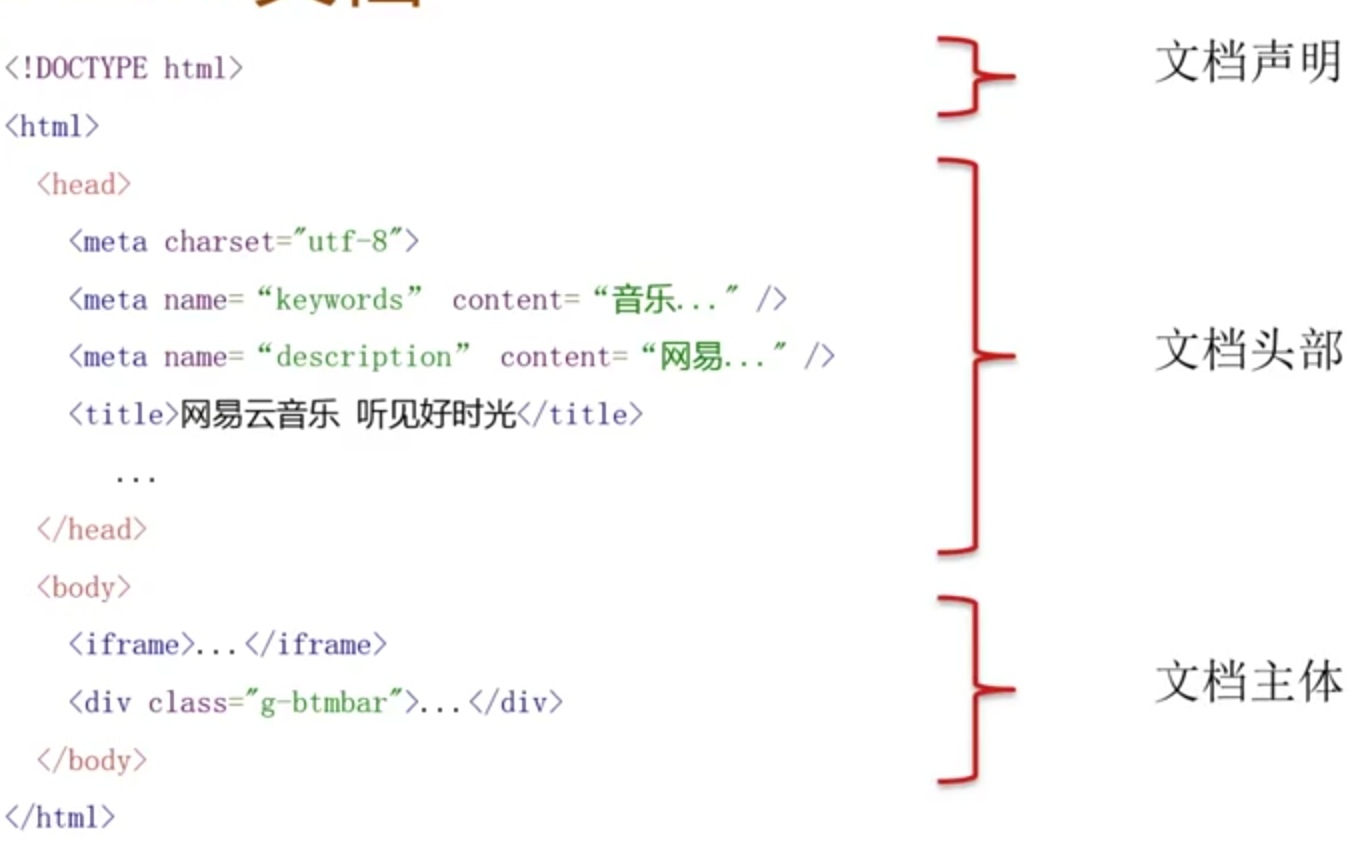 <!DOCTYPE html>
文档声明
<html>
<head>
<meta charset="utf-8">
<meta name=“keywords” content=“音乐..." />
<meta name=“description” content=“网易..." />
文档头部
<title>网易云音乐 听见好时光</title>
...
</head>
<body>
<iframe>...</iframe>
<div class="g-btmbar">...</div>
文档主体
</body>
</html>